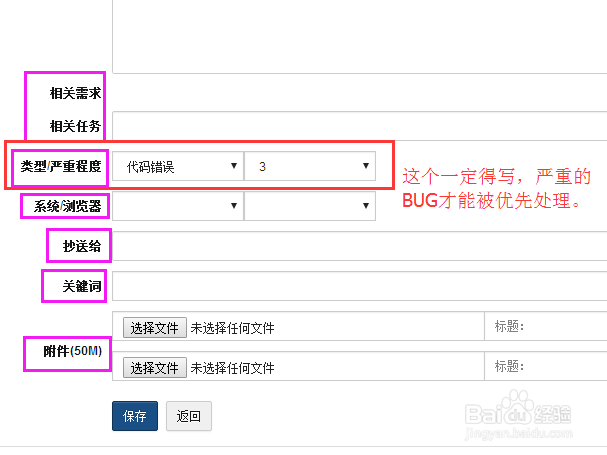 相关需求
相关任务
类型/严重程度 代码错误 3
这个一定得写，严重的
BUG才能被优先处理。
系统/浏览器
抄送给
关键词
附件(50M)
选择文件 未选择任何文件 标题：
选择文件 未选择任何文件 标题：
保存 返回
Baidu经验
jingyan.baidu.com